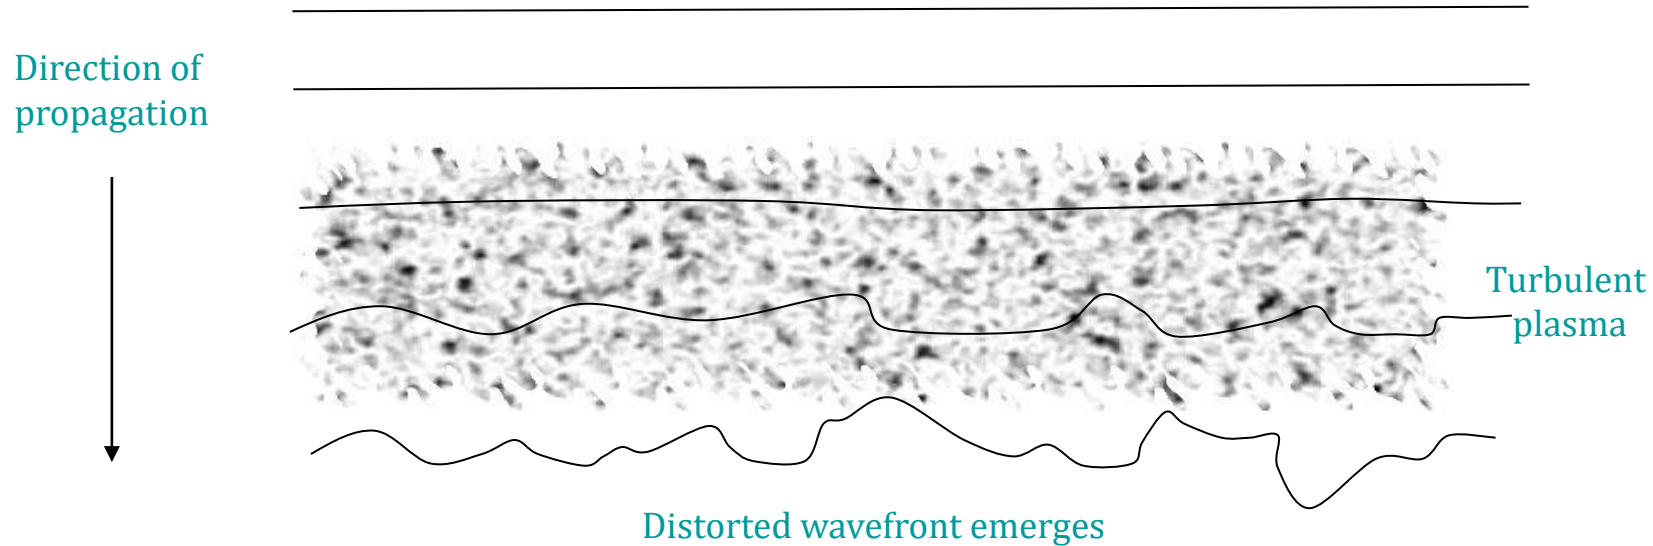 Direction of
propagation
Turbulent
plasma
Distorted wavefront emerges